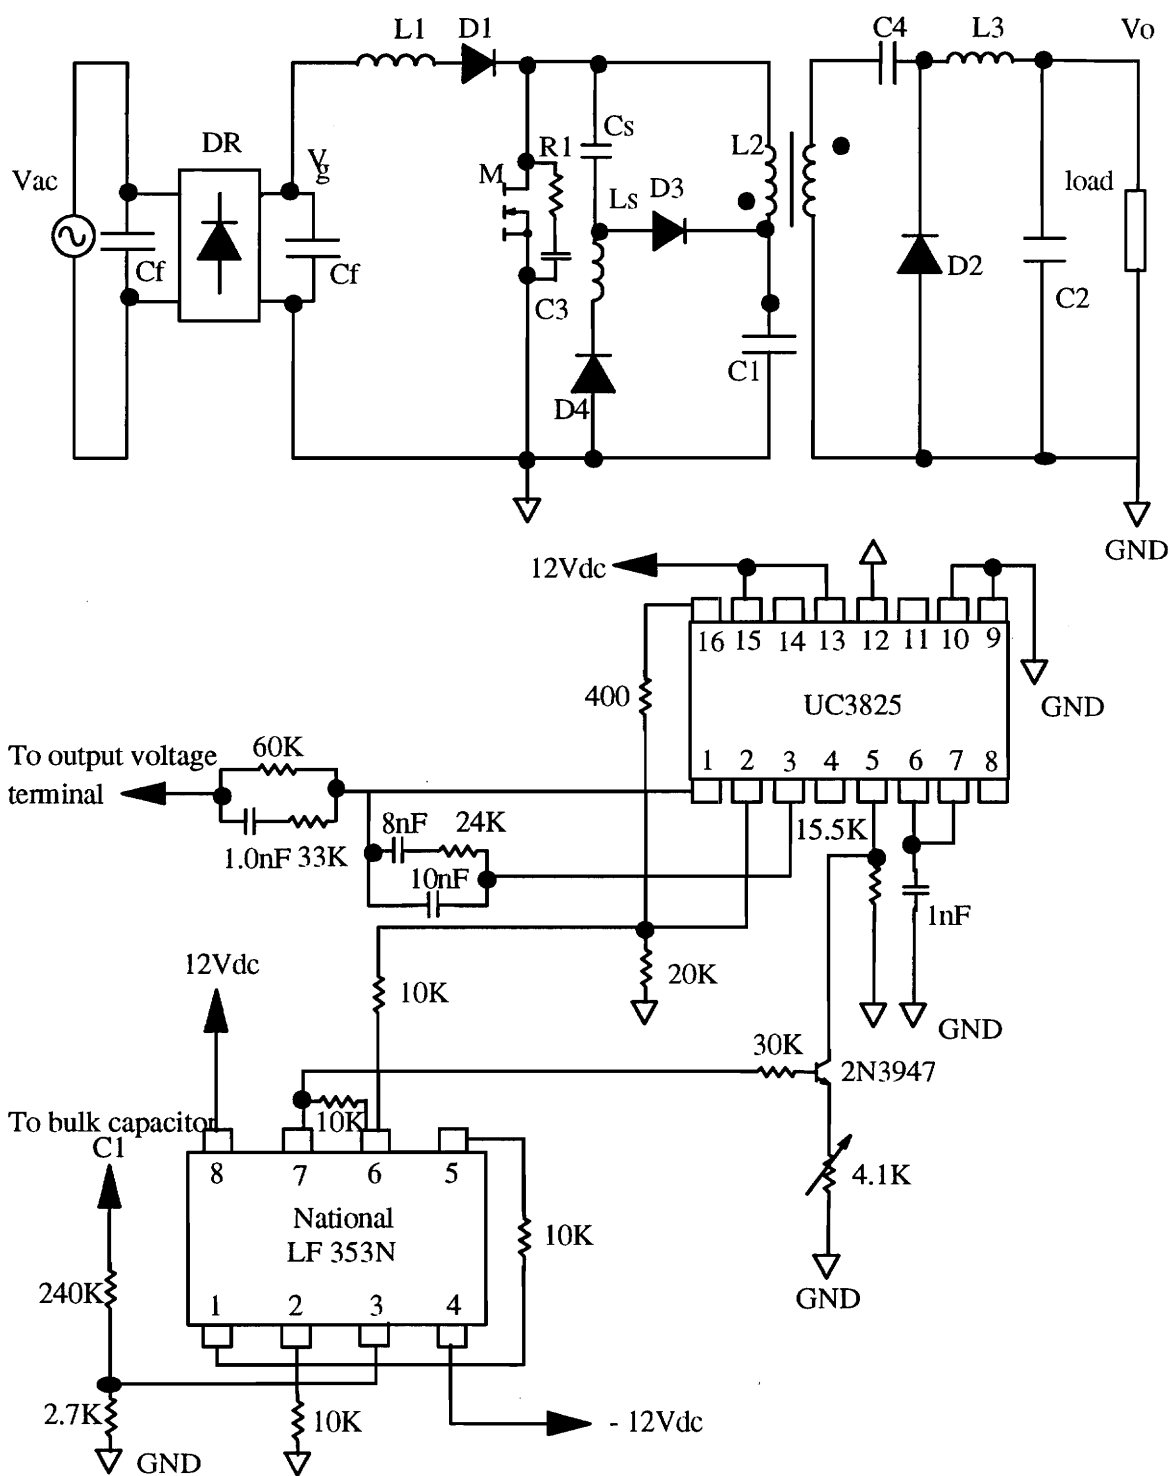 L1 D1
C4 L3 Vo
DR
Vac
Vg
Cs
R1
M
L2
Ls D3
load
Cf
Cf
C3
D2
C2
C1
D4
GND
12Vdc
16 15 14 13 12 11 10 9
400
UC3825
GND
To output voltage
terminal
60K
1 2 3 4 5 6 7 8
1.0nF 33K
8nF 24K
10nF
15.5K
1nF
12Vdc
10K
20K
GND
30K
2N3947
To bulk capacitor
C1
10K
8 7 6 5
4.1K
National
LF 353N
10K
240K
1 2 3 4
GND
2.7K
10K
- 12Vdc
GND